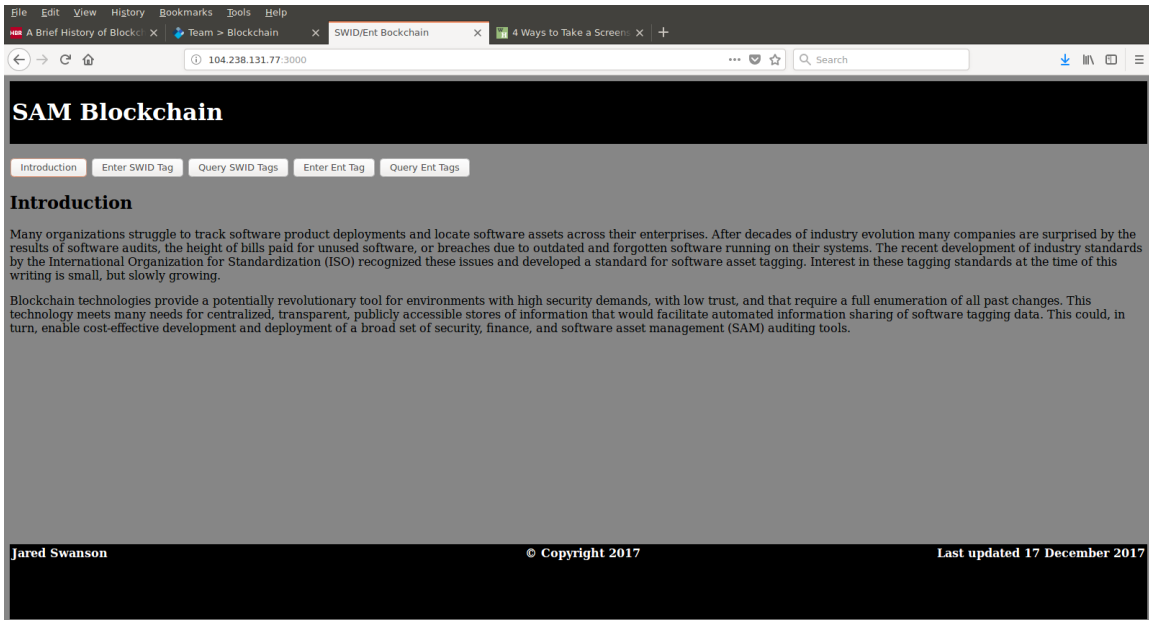 File Edit View History Bookmarks Tools Help
A Brief History of Blockch Team > Blockchain SWID/Ent Bockchain 4 Ways to Take a Screens
104.238.131.77:3000 Search
SAM Blockchain
Introduction Enter SWID Tag Query SWID Tags Enter Ent Tag Query Ent Tags
Introduction
Many organizations struggle to track software product deployments and locate software assets across their enterprises. After decades of industry evolution many companies are surprised by the
results of software audits, the height of bills paid for unused software, or breaches due to outdated and forgotten software running on their systems. The recent development of industry standards
by the International Organization for Standardization (ISO) recognized these issues and developed a standard for software asset tagging. Interest in these tagging standards at the time of this
writing is small, but slowly growing.
Blockchain technologies provide a potentially revolutionary tool for environments with high security demands, with low trust, and that require a full enumeration of all past changes. This
technology meets many needs for centralized, transparent, publicly accessible stores of information that would facilitate automated information sharing of software tagging data. This could, in
turn, enable cost-effective development and deployment of a broad set of security, finance, and software asset management (SAM) auditing tools.
Jared Swanson © Copyright 2017 Last updated 17 December 2017